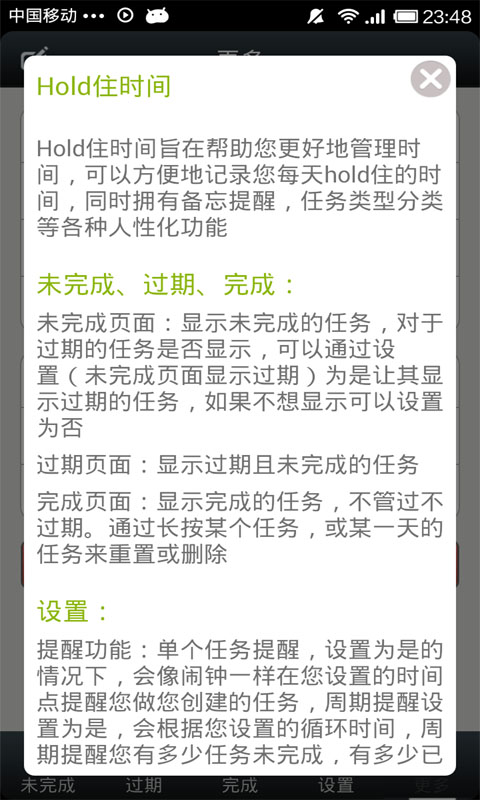 中国移动 ••• 23:48
更多
Hold住时间
Hold住时间旨在帮助您更好地管理时
间，可以方便地记录您每天hold住的时
间，同时拥有备忘提醒，任务类型分类
等各种人性化功能
未完成、过期、完成：
未完成页面：显示未完成的任务，对于
过期的任务是否显示，可以通过设
置（未完成页面显示过期）为是让其显
示过期的任务，如果不想显示可以设置
为否
过期页面：显示过期且未完成的任务
完成页面：显示完成的任务，不管过不
过期。通过长按某个任务，或某一天的
任务来重置或删除
设置：
提醒功能：单个任务提醒，设置为是的
情况下，会像闹钟一样在您设置的时间
点提醒您做您创建的任务，周期提醒设
置为是，会根据您设置的循环时间，周
期提醒您有多少任务未完成，有多少已
未完成 过期 完成 设置 更多